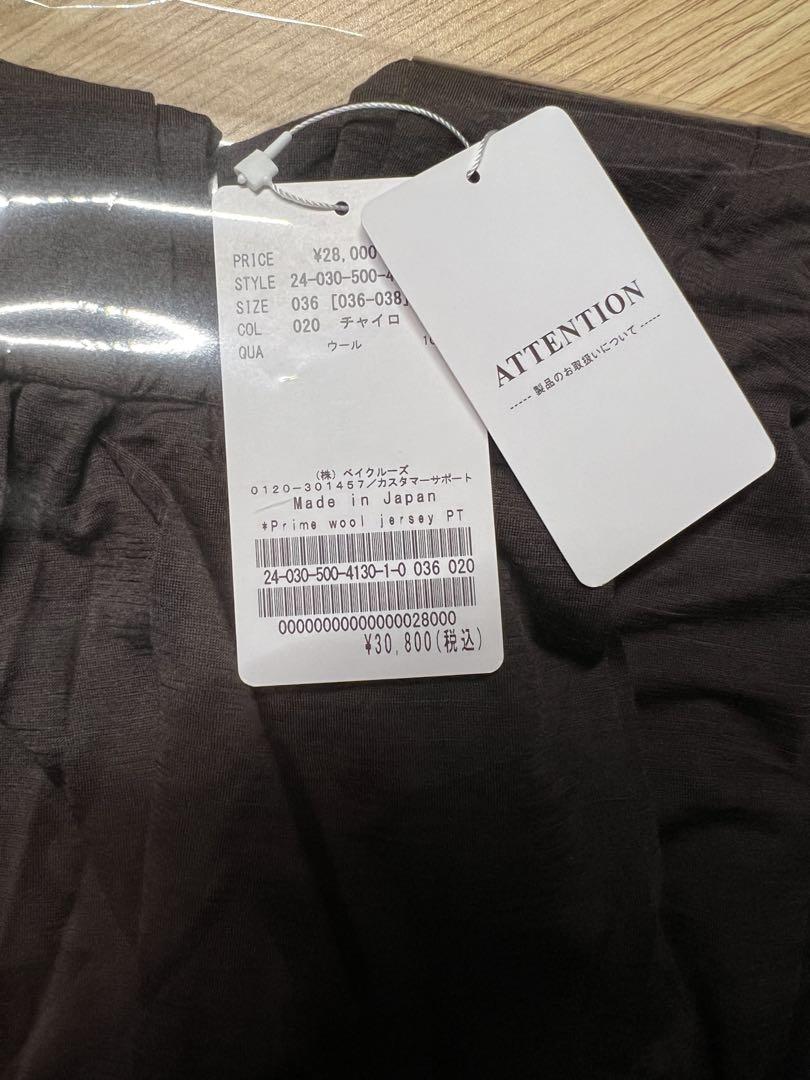 PRICE ¥28,000
STYLE 24-030-500-4
SIZE 036 [036-038]
COL 020 チャイロ
QUA ウール
(株) ベイクルーズ
0120-301457/カスタマーサポート
Made in Japan
*Prime wool jersey PT
24-030-500-4130-1-0 036 020
00000000000000028000
¥30,800(税込)
ATTENTION
----- 製品のお取扱いについて -----